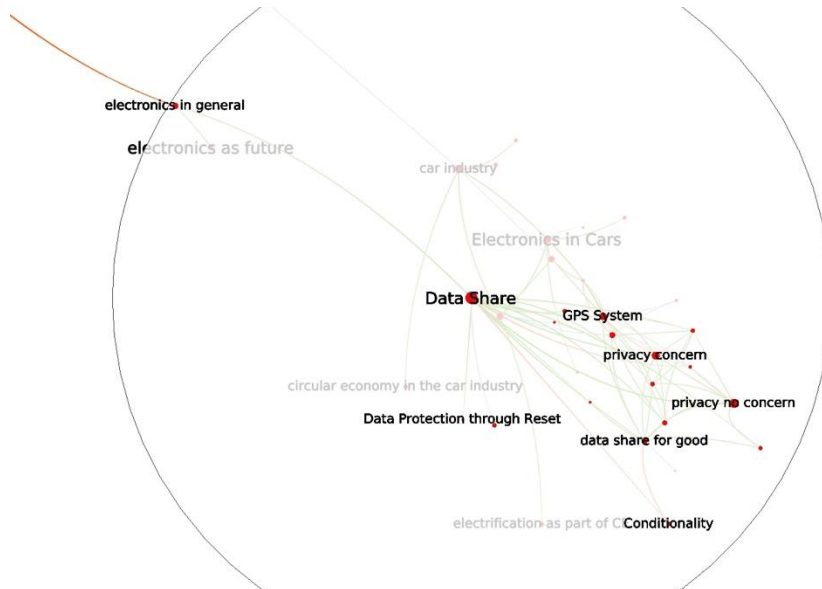 electronics in general
electronics as future
car industry
Electronics in Cars
Data Share
GPS System
privacy concern
circular economy in the car industry
privacy no concern
Data Protection through Reset
data share for good
electrification as part of
Conditionality